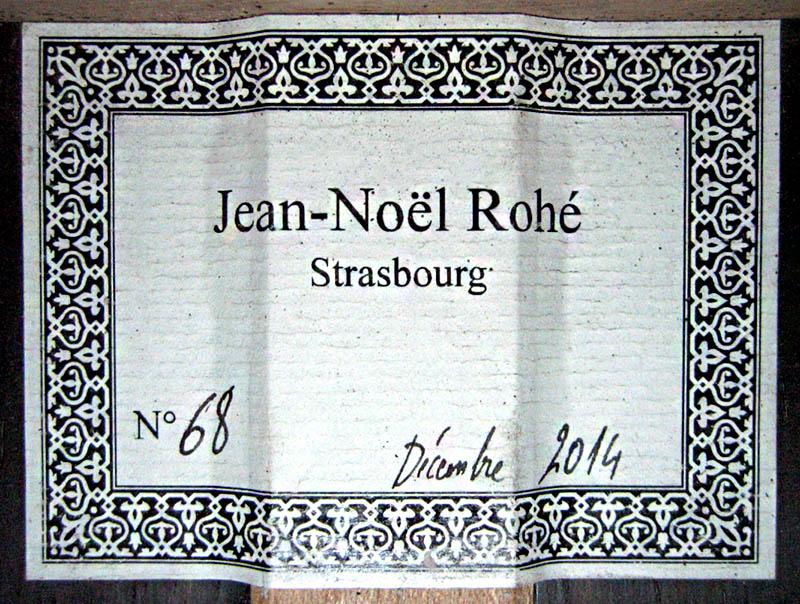 Jean-Noël Rohé
Strasbourg
N° 68 Décembre 2014